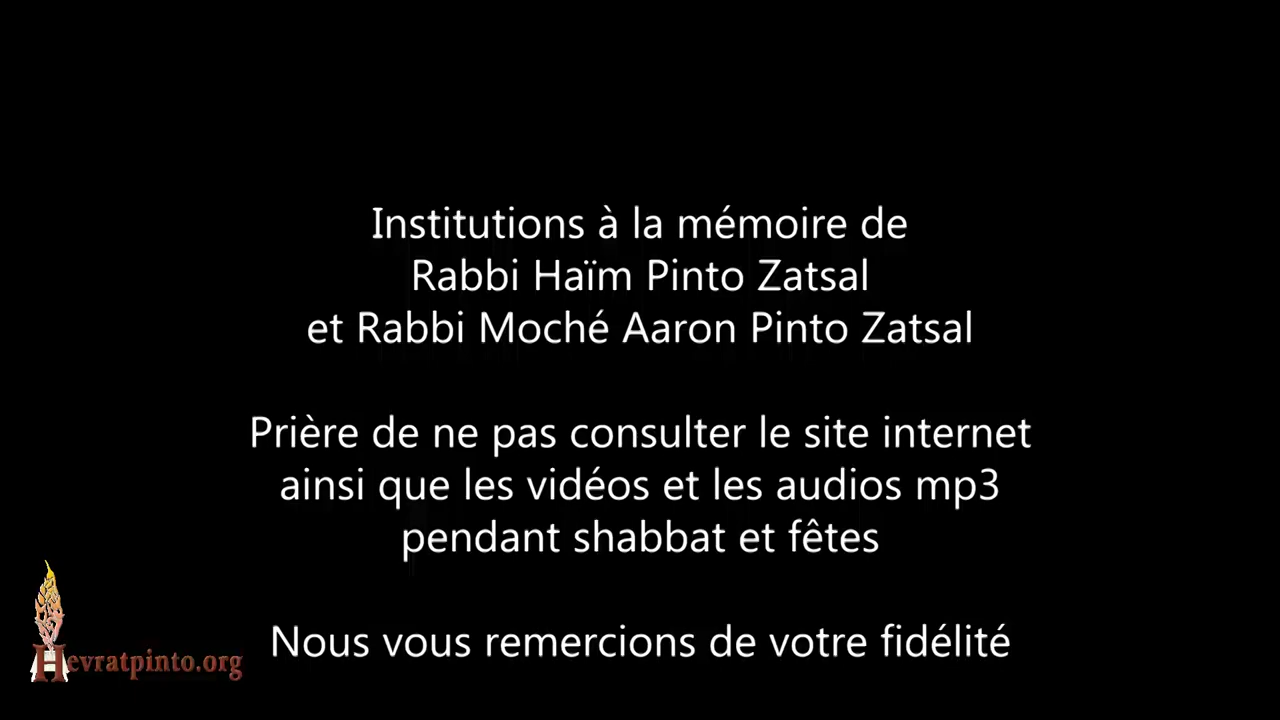 Institutions à la mémoire de
Rabbi Haïm Pinto Zatsal
et Rabbi Moché Aaron Pinto Zatsal
Prière de ne pas consulter le site internet
ainsi que les vidéos et les audios mp3
pendant shabbat et fêtes
Nous vous remercions de votre fidélité
Hevratpinto.org